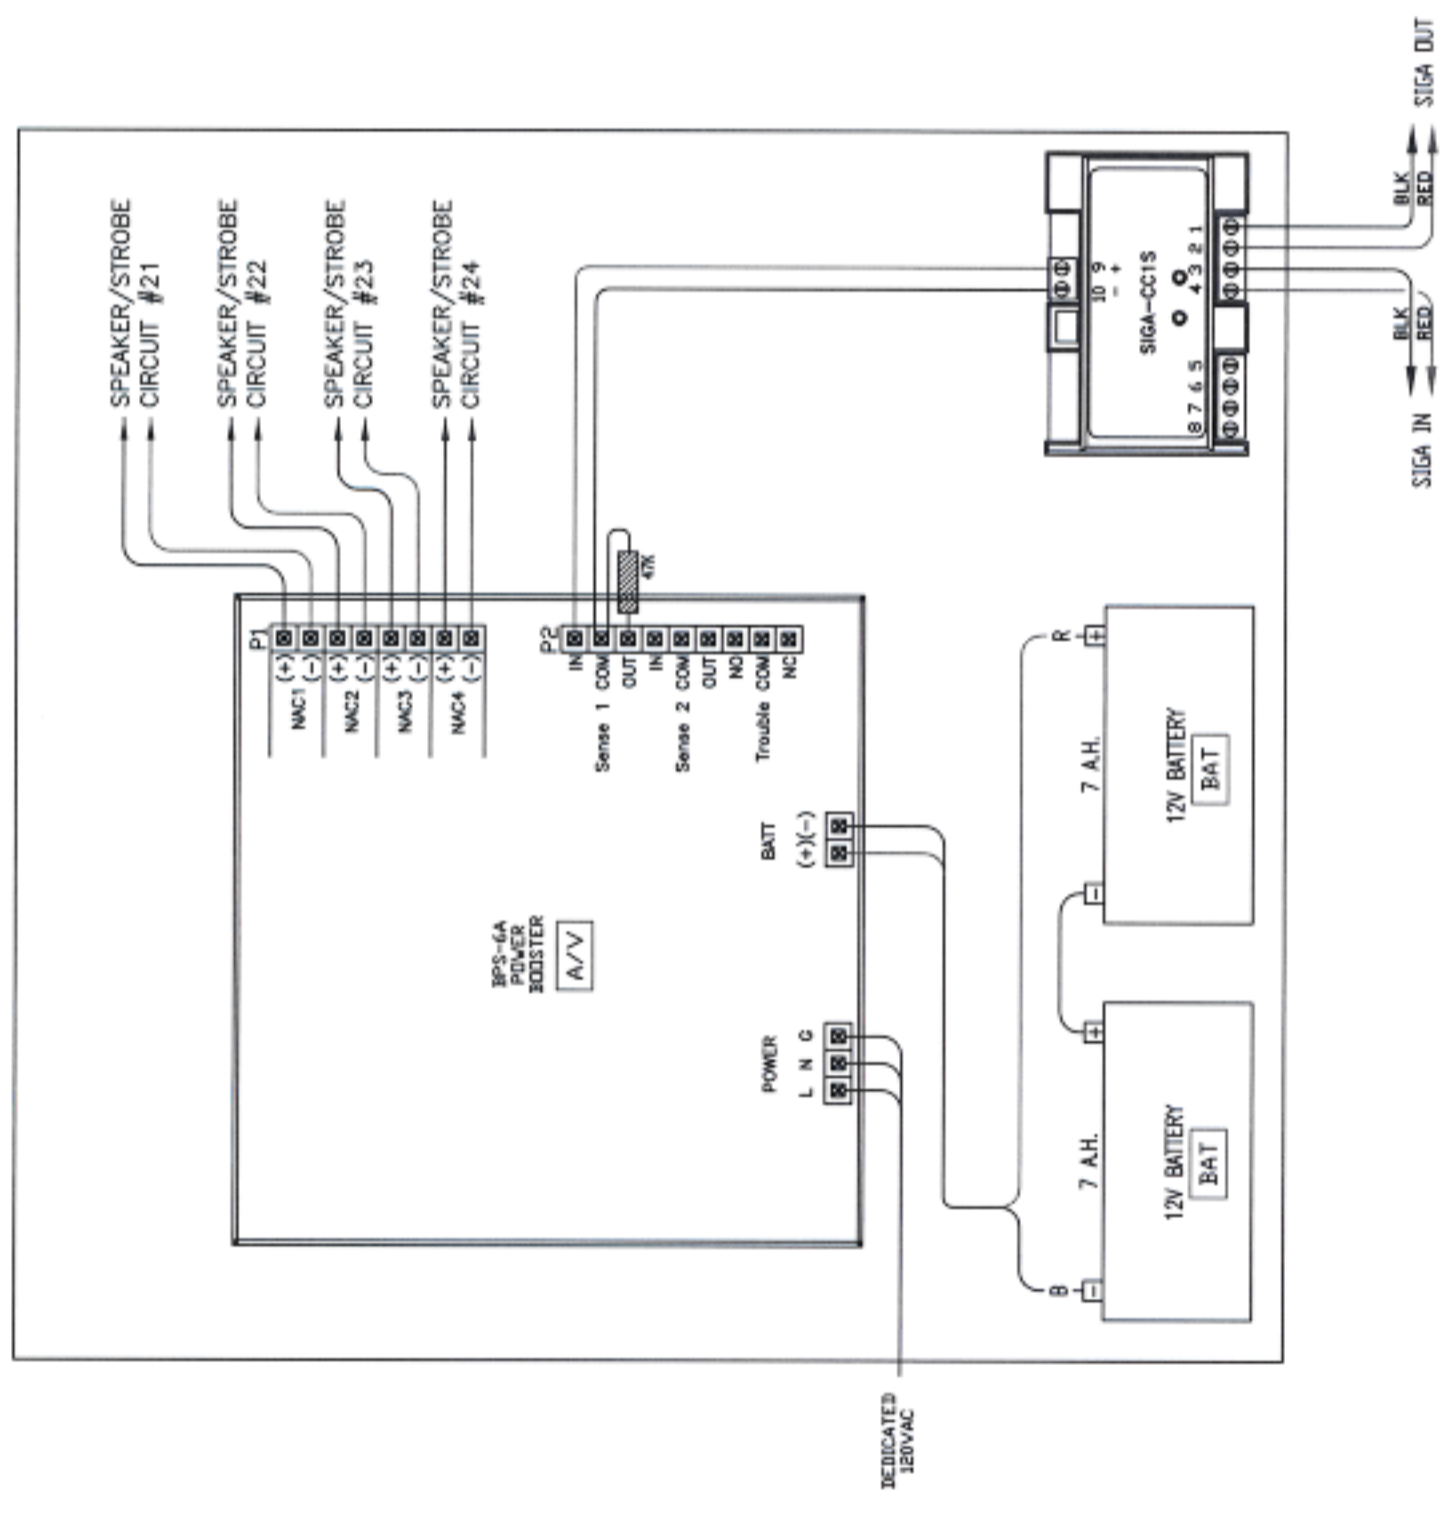 SPEAKER/STROBE
CIRCUIT #21
SPEAKER/STROBE
CIRCUIT #22
SPEAKER/STROBE
CIRCUIT #23
SPEAKER/STROBE
CIRCUIT #24
P1
(+)
(-)
NAC1
(+)
(-)
NAC2
(+)
(-)
NAC3
(+)
(-)
NAC4
P2
IN
Sense 1 COM
OUT
IN
Sense 2 COM
OUT
NO
Trouble COM
NC
47K
BPS-6A
POWER
BOOSTER
A/V
BATT
(+)(-)
POWER
L N G
DEDICATED
120VAC
SIGA-CC1S
10 9
- +
8 7 6 5 4 3 2 1
BLK
RED
SIGA OUT
BLK
RED
SIGA IN
R
+
7 A.H.
12V BATTERY
BAT
-
+
7 A.H.
12V BATTERY
BAT
B
-